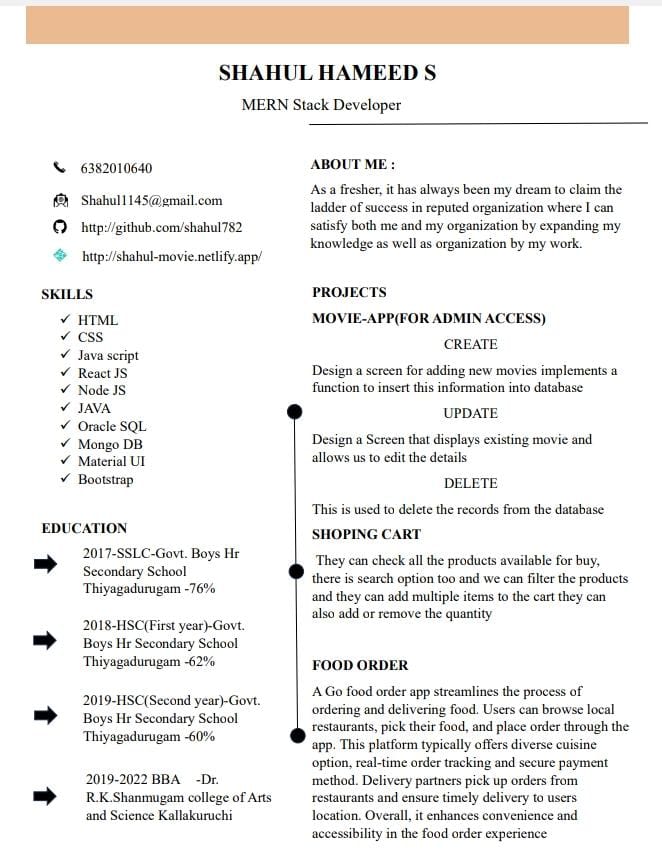 SHAHUL HAMEED S
MERN Stack Developer
6382010640
Shahul1145@gmail.com
http://github.com/shahul782
http://shahul-movie.netlify.app/
SKILLS
HTML
CSS
Java script
React JS
Node JS
JAVA
Oracle SQL
Mongo DB
Material UI
Bootstrap
EDUCATION
2017-SSLC-Govt. Boys Hr
Secondary School
Thiyagadurugam -76%
2018-HSC(First year)-Govt.
Boys Hr Secondary School
Thiyagadurugam -62%
2019-HSC(Second year)-Govt.
Boys Hr Secondary School
Thiyagadurugam -60%
2019-2022 BBA -Dr.
R.K.Shanmugam college of Arts
and Science Kallakuruchi
ABOUT ME :
As a fresher, it has always been my dream to claim the
ladder of success in reputed organization where I can
satisfy both me and my organization by expanding my
knowledge as well as organization by my work.
PROJECTS
MOVIE-APP(FOR ADMIN ACCESS)
CREATE
Design a screen for adding new movies implements a
function to insert this information into database
UPDATE
Design a Screen that displays existing movie and
allows us to edit the details
DELETE
This is used to delete the records from the database
SHOPING CART
They can check all the products available for buy,
there is search option too and we can filter the products
and they can add multiple items to the cart they can
also add or remove the quantity
FOOD ORDER
A Go food order app streamlines the process of
ordering and delivering food. Users can browse local
restaurants, pick their food, and place order through the
app. This platform typically offers diverse cuisine
option, real-time order tracking and secure payment
method. Delivery partners pick up orders from
restaurants and ensure timely delivery to users
location. Overall, it enhances convenience and
accessibility in the food order experience